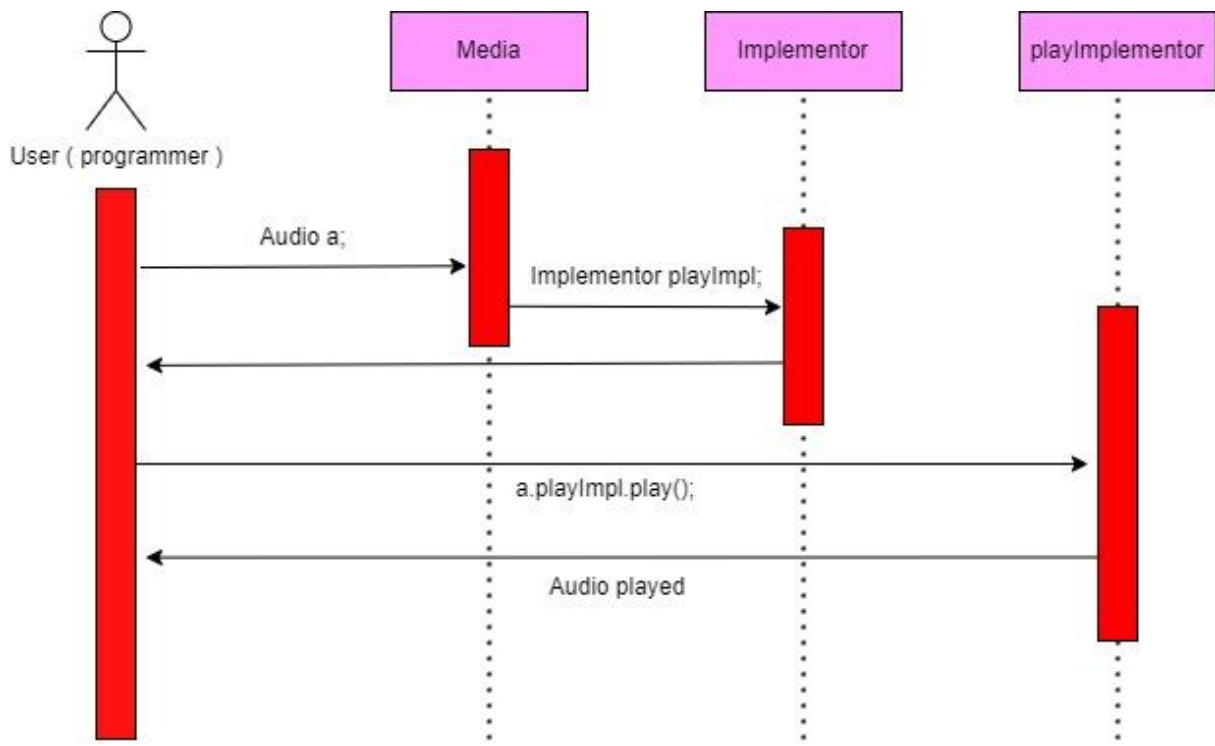 Media
Implementor
playImplementor
User ( programmer )
Audio a;
Implementor playImpl;
a.playImpl.play();
Audio played